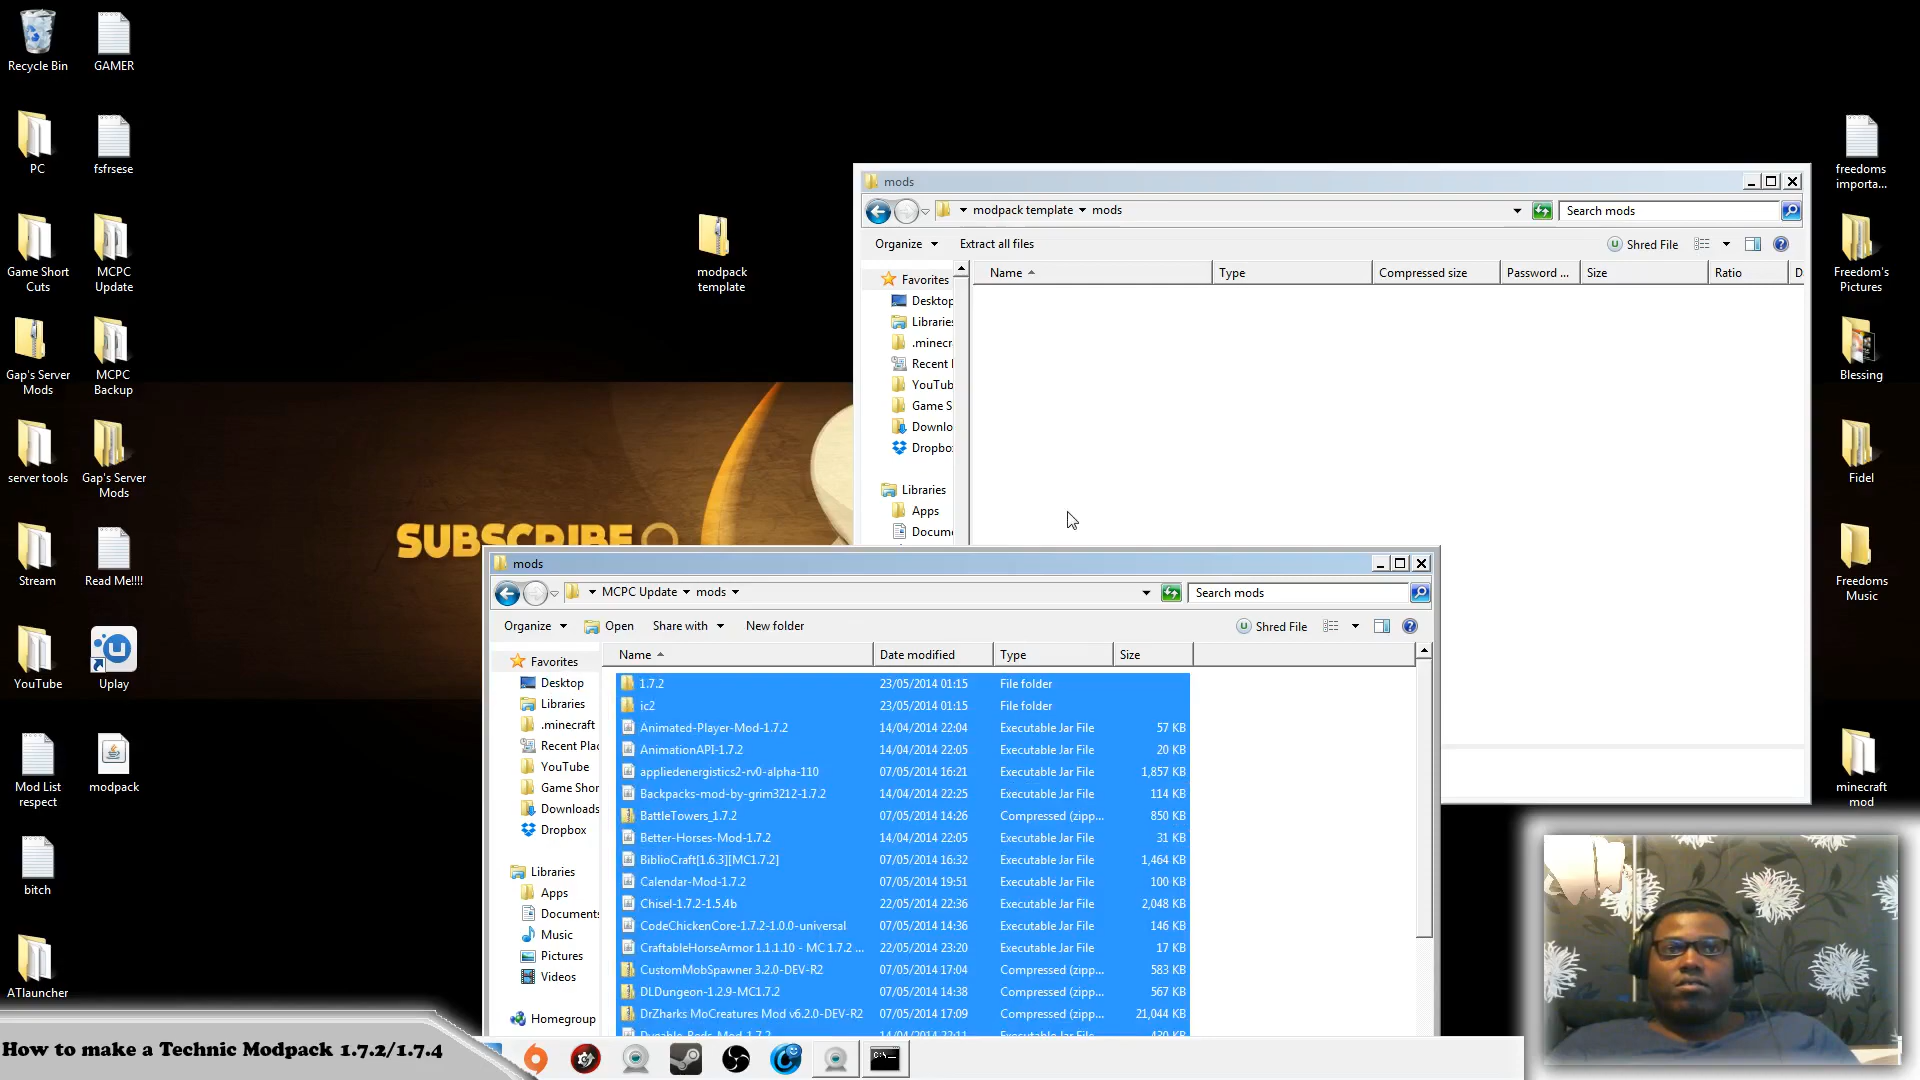 Recycle Bin
GAMER
PC
fsfrsese
Game Short
Cuts
MCPC
Update
Gap's Server
Mods
MCPC
Backup
server tools
Gap's Server
Mods
Stream
Read Me!!!!
YouTube
Uplay
Mod List
respect
modpack
bitch
ATlauncher
modpack
template
SUBSCRIBE
mods
modpack template
mods
Search mods
Organize
Extract all files
Shred File
Name
Type
Compressed size
Password ...
Size
Ratio
D
Favorites
Desktop
Libraries
.minecr
Recent
YouTub
Game S
Downlo
Dropbo
Libraries
Apps
Docum
mods
MCPC Update
mods
Search mods
Organize
Open
Share with
New folder
Shred File
Name
Date modified
Type
Size
Favorites
Desktop
Libraries
.minecraft
Recent Plac
YouTube
Game Shor
Downloads
Dropbox
Libraries
Apps
Documents
Music
Pictures
Videos
Homegroup
1.7.2 23/05/2014 01:15 File folder
ic2 23/05/2014 01:15 File folder
Animated-Player-Mod-1.7.2 14/04/2014 22:04 Executable Jar File 57 KB
AnimationAPI-1.7.2 14/04/2014 22:05 Executable Jar File 20 KB
appliedenergistics2-rv0-alpha-110 07/05/2014 16:21 Executable Jar File 1,857 KB
Backpacks-mod-by-grim3212-1.7.2 14/04/2014 22:25 Executable Jar File 114 KB
BattleTowers_1.7.2 07/05/2014 14:26 Compressed (zipp... 850 KB
Better-Horses-Mod-1.7.2 14/04/2014 22:05 Executable Jar File 31 KB
BiblioCraft[1.6.3][MC1.7.2] 07/05/2014 16:32 Executable Jar File 1,464 KB
Calendar-Mod-1.7.2 07/05/2014 19:51 Executable Jar File 100 KB
Chisel-1.7.2-1.5.4b 22/05/2014 22:36 Executable Jar File 2,048 KB
CodeChickenCore-1.7.2-1.0.0-universal 07/05/2014 14:36 Executable Jar File 146 KB
CraftableHorseArmor 1.1.1.10 - MC 1.7.2 ... 22/05/2014 23:20 Executable Jar File 17 KB
CustomMobSpawner 3.2.0-DEV-R2 07/05/2014 17:04 Compressed (zipp... 583 KB
DLDungeon-1.2.9-MC1.7.2 07/05/2014 14:38 Compressed (zipp... 567 KB
DrZharks MoCreatures Mod v6.2.0-DEV-R2 07/05/2014 17:09 Compressed (zipp... 21,044 KB
freedoms
importa...
Freedom's
Pictures
Blessing
Fidel
Freedoms
Music
minecraft
mod
How to make a Technic Modpack 1.7.2/1.7.4